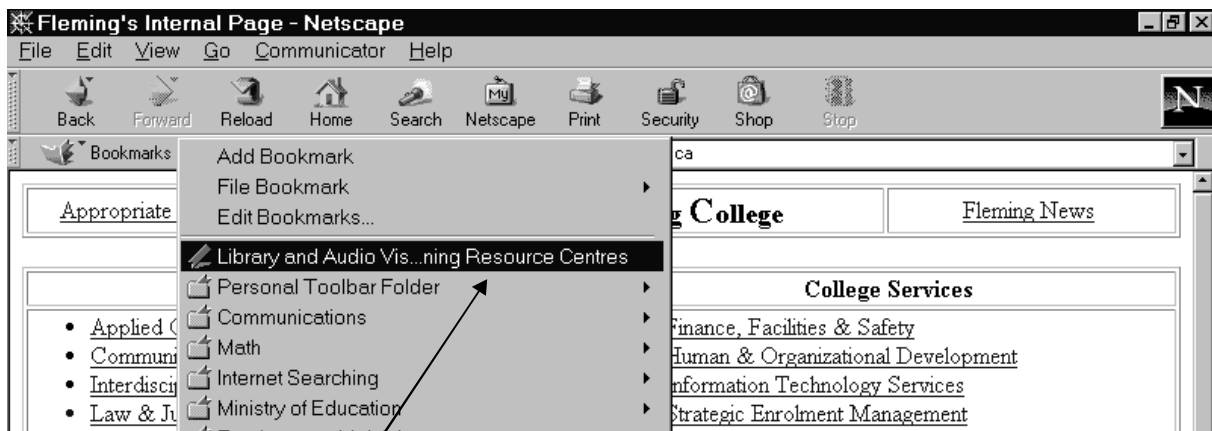 Fleming's Internal Page - Netscape
File Edit View Go Communicator Help
My
Back Forward Reload Home Search Netscape Print Security Shop Stop
N
Bookmarks
ca
Add Bookmark
File Bookmark
Edit Bookmarks...
Appropriate
College
Fleming News
Library and Audio Vis...ning Resource Centres
Personal Toolbar Folder
Communications
Math
Internet Searching
Ministry of Education
College Services
• Applied
•
•
• Law &
Finance, Facilities & Safety
Human & Organizational Development
Information Technology Services
Strategic Enrolment Management